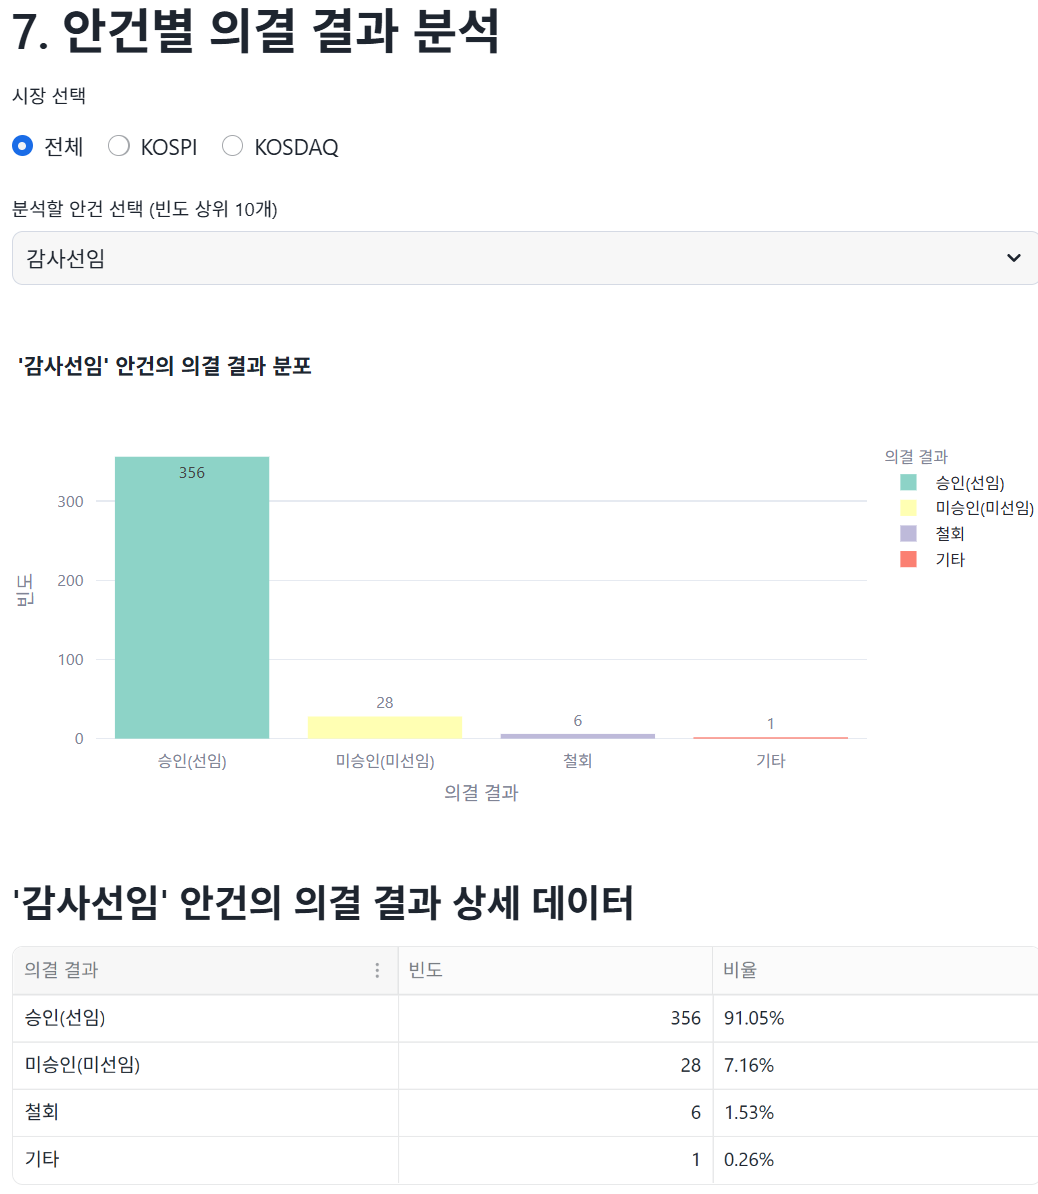 7. 안건별 의결 결과 분석
시장 선택
전체 KOSPI KOSDAQ
분석할 안건 선택 (빈도 상위 10개)
감사선임
'감사선임' 안건의 의결 결과 분포
의결 결과
승인(선임)
미승인(미선임)
철회
기타
빈도
300
200
100
0
356
28
6
1
승인(선임) 미승인(미선임) 철회 기타
의결 결과
'감사선임' 안건의 의결 결과 상세 데이터
의결 결과 빈도 비율
승인(선임) 356 91.05%
미승인(미선임) 28 7.16%
철회 6 1.53%
기타 1 0.26%